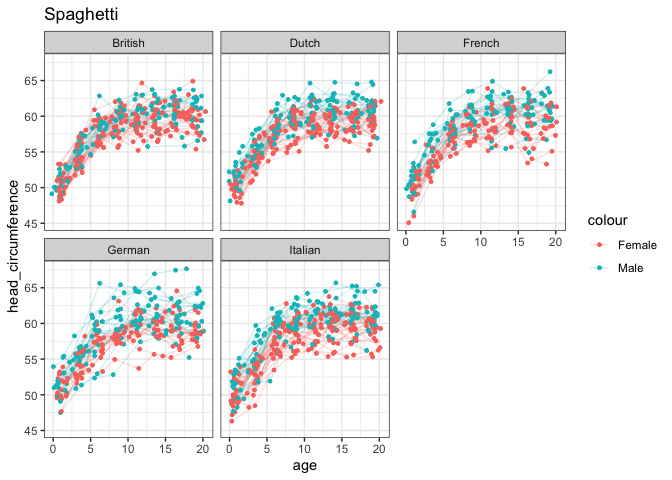 Spaghetti
British Dutch French
65
60
55
50
45
0 5 10 15 20
German Italian
65
60
55
50
45
0 5 10 15 20 0 5 10 15 20
head_circumference
age
colour
Female
Male